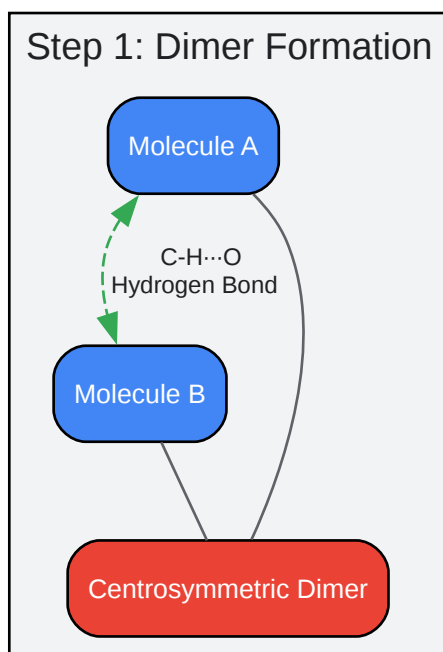 Step 1: Dimer Formation
Molecule A
C-H···O
Hydrogen Bond
Molecule B
Centrosymmetric Dimer